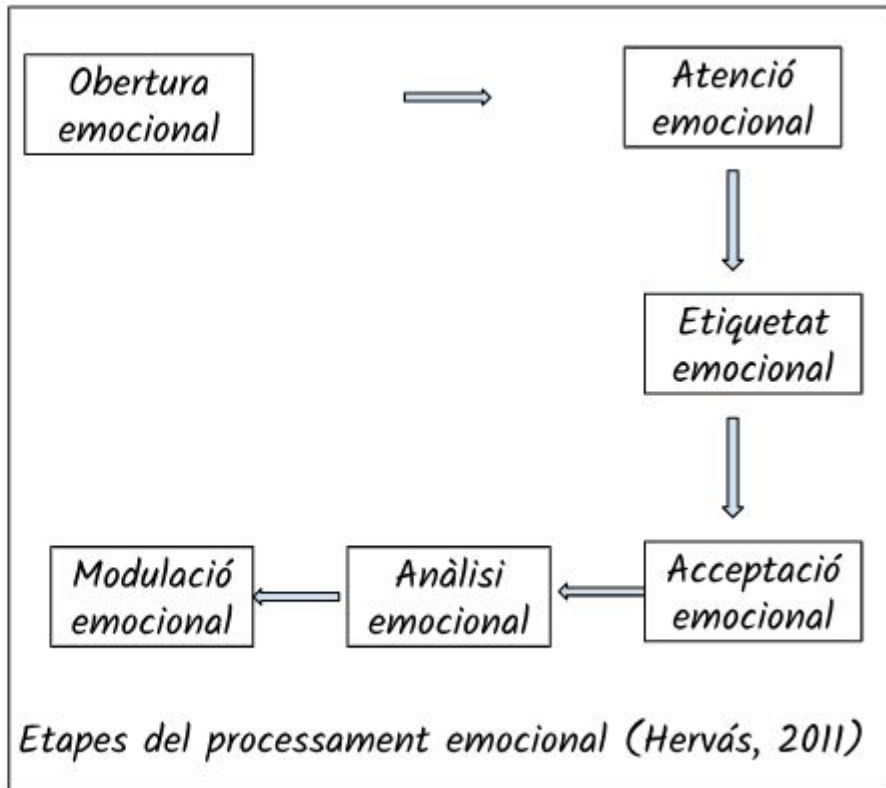 Obertura
emocional
Atenció
emocional
Etiquetat
emocional
Acceptació
emocional
Anàlisi
emocional
Modulació
emocional
Etapes del processament emocional (Hervás, 2011)